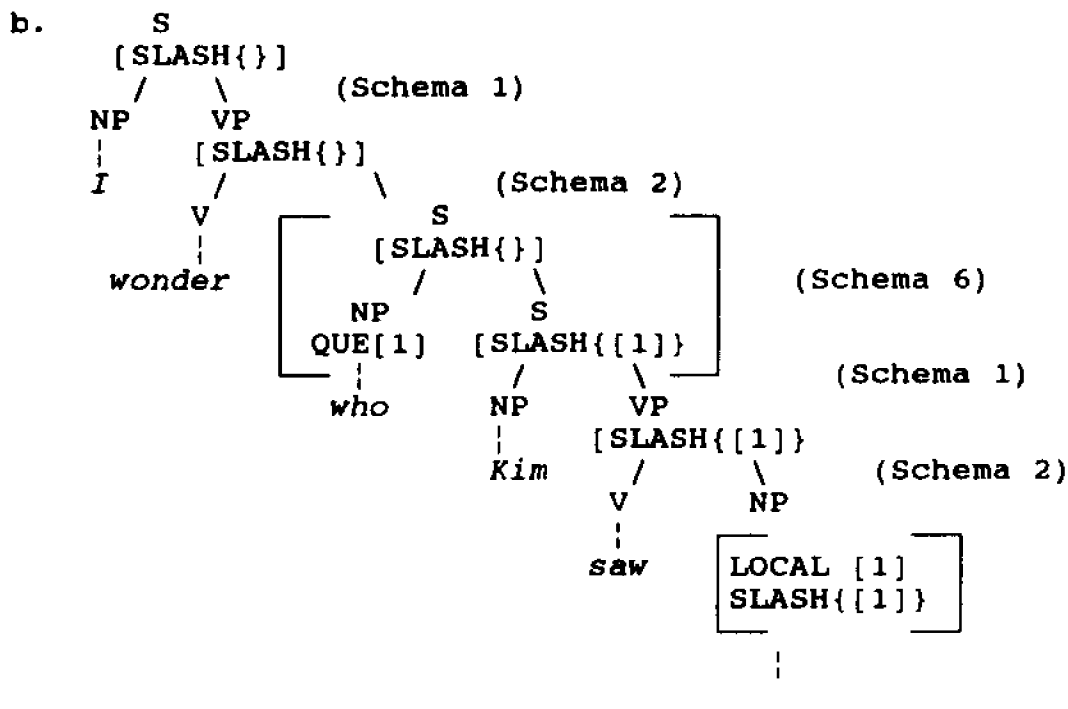 b. S
[SLASH{}]
(Schema 1)
NP VP
[SLASH{}]
I
(Schema 2)
V S
[SLASH{}]
wonder
(Schema 6)
NP S
QUE[1] [SLASH{[1]}
(Schema 1)
who NP VP
[SLASH{[1]}
Kim (Schema 2)
V NP
saw
LOCAL [1]
SLASH{[1]}